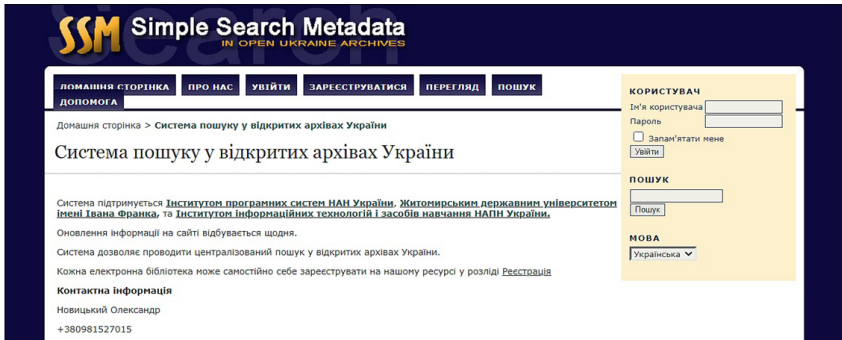 SSM Simple Search Metadata
IN OPEN UKRAINE ARCHIVES
Search
ДОМАШНЯ СТОРІНКА ПРО НАС УВІЙТИ ЗАРЕЄСТРУВАТИСЯ ПЕРЕГЛЯД ПОШУК
ДОПОМОГА
Домашня сторінка > Система пошуку у відкритих архівах України
Система пошуку у відкритих архівах України
Система підтримується Інститутом програмних систем НАН України, Житомирським державним університетом
імені Івана Франка, та Інститутом інформаційних технологій і засобів навчання НАПН України.
Оновлення інформації на сайті відбувається щодня.
Система дозволяє проводити централізований пошук у відкритих архівах України.
Кожна електронна бібліотека може самостійно себе зареєструвати на нашому ресурсі у розділі Реєстрація
Контактна інформація
Новицький Олександр
+380981527015
КОРИСТУВАЧ
Ім'я користувача
Пароль
Запам'ятати мене
Увійти
ПОШУК
Пошук
МОВА
Українська